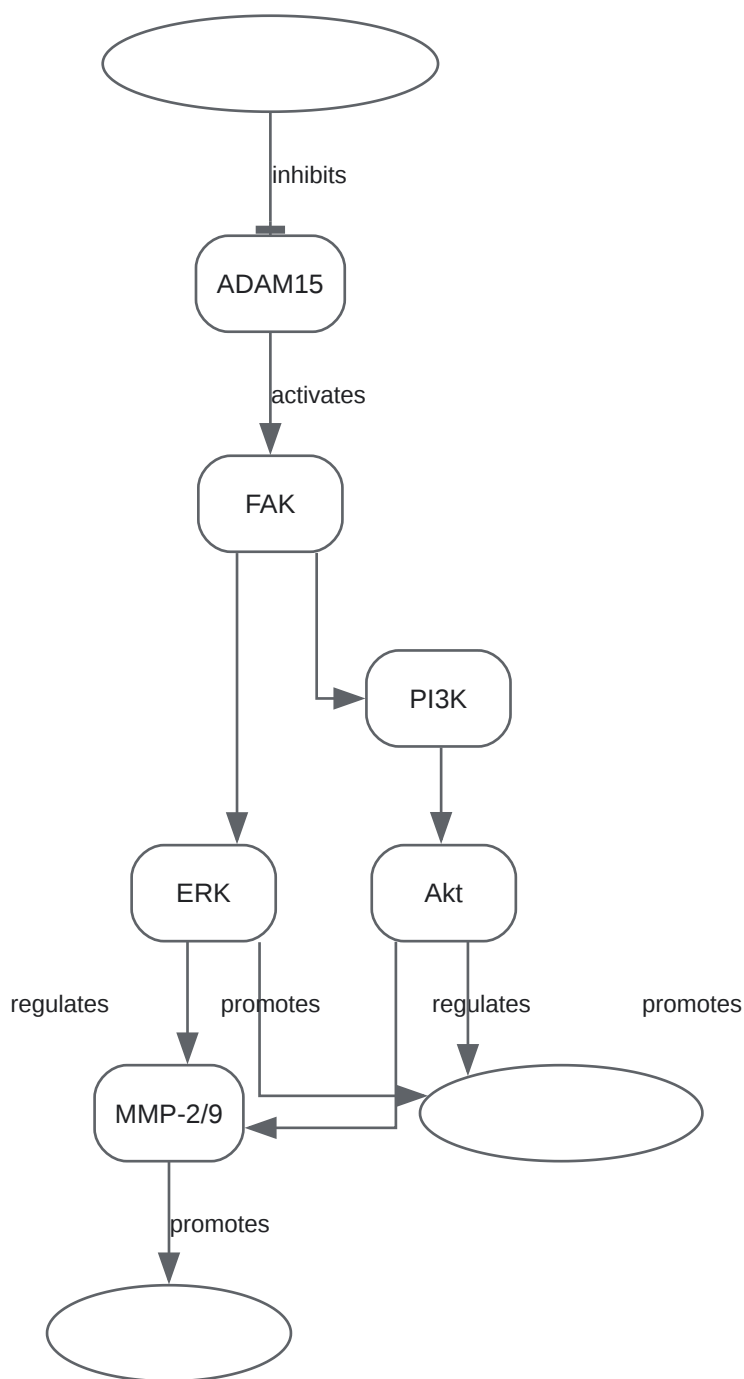 inhibits
ADAM15
activates
FAK
PI3K
ERK
Akt
regulates
promotes
regulates
promotes
MMP-2/9
promotes